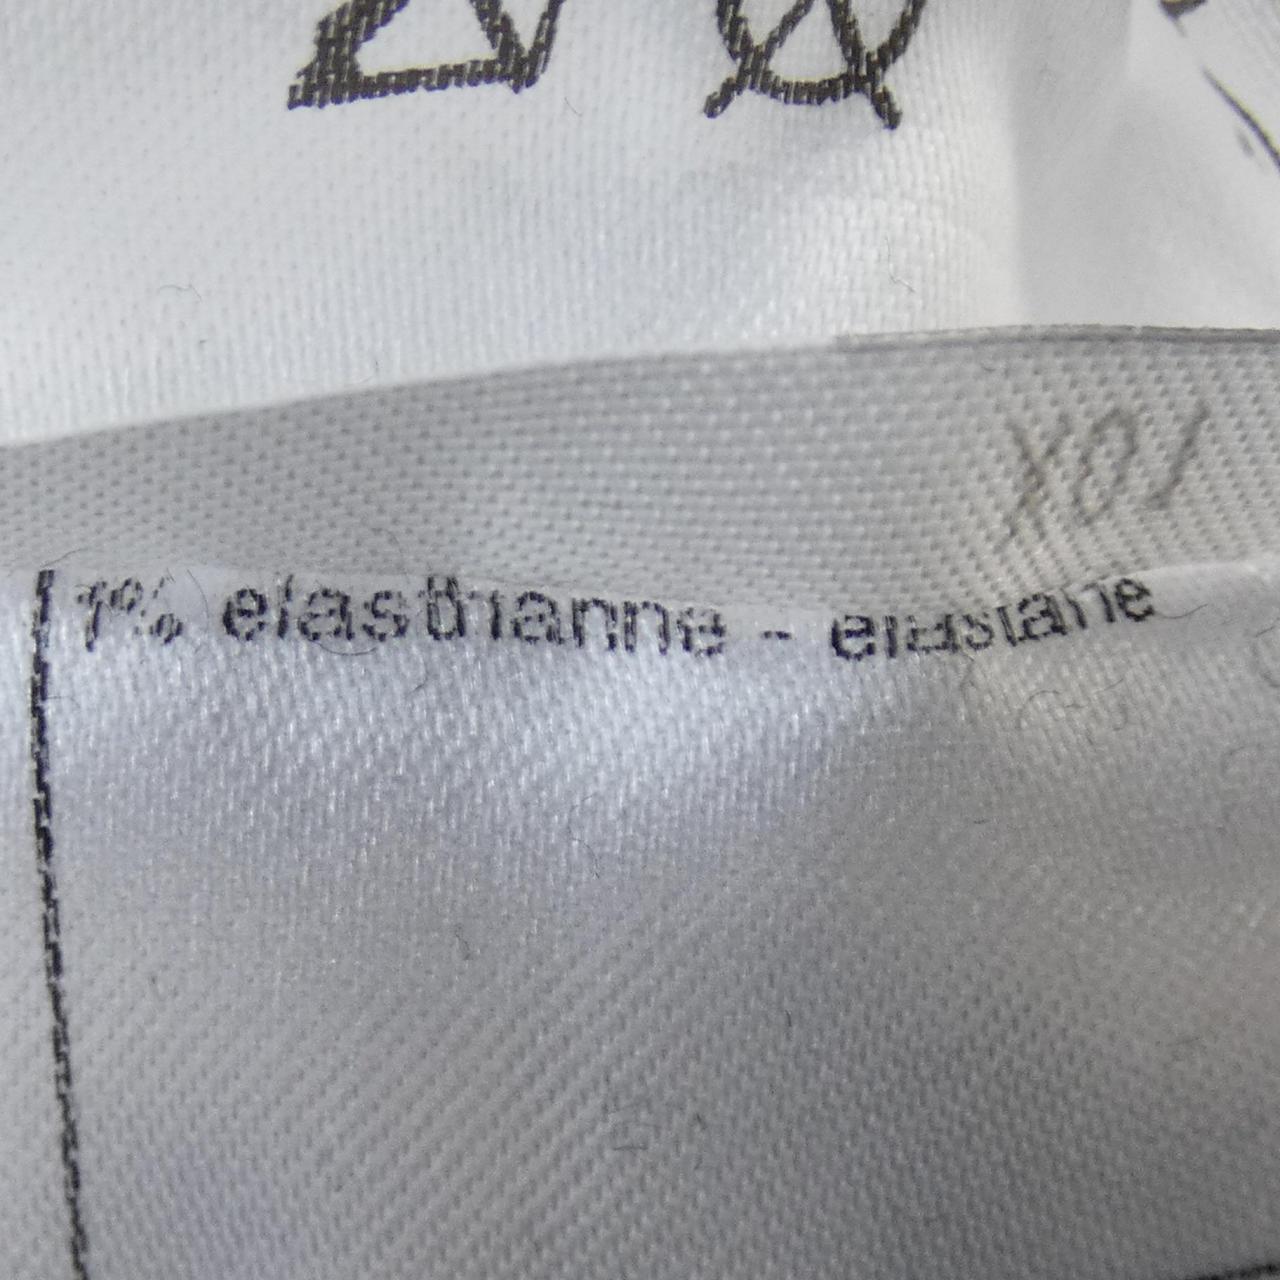 1% elasthanne - elastane